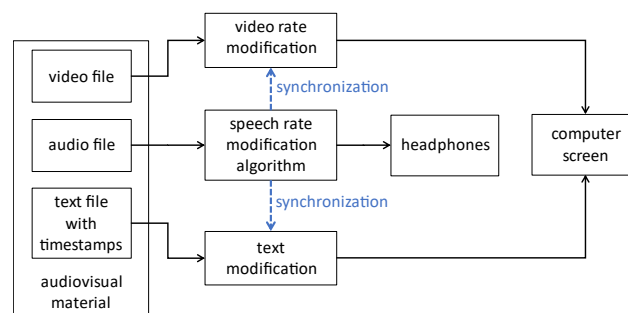 video file
video rate
modification
synchronization
audio file
speech rate
modification
algorithm
headphones
computer
screen
synchronization
text file
with
timestamps
text
modification
audiovisual
material